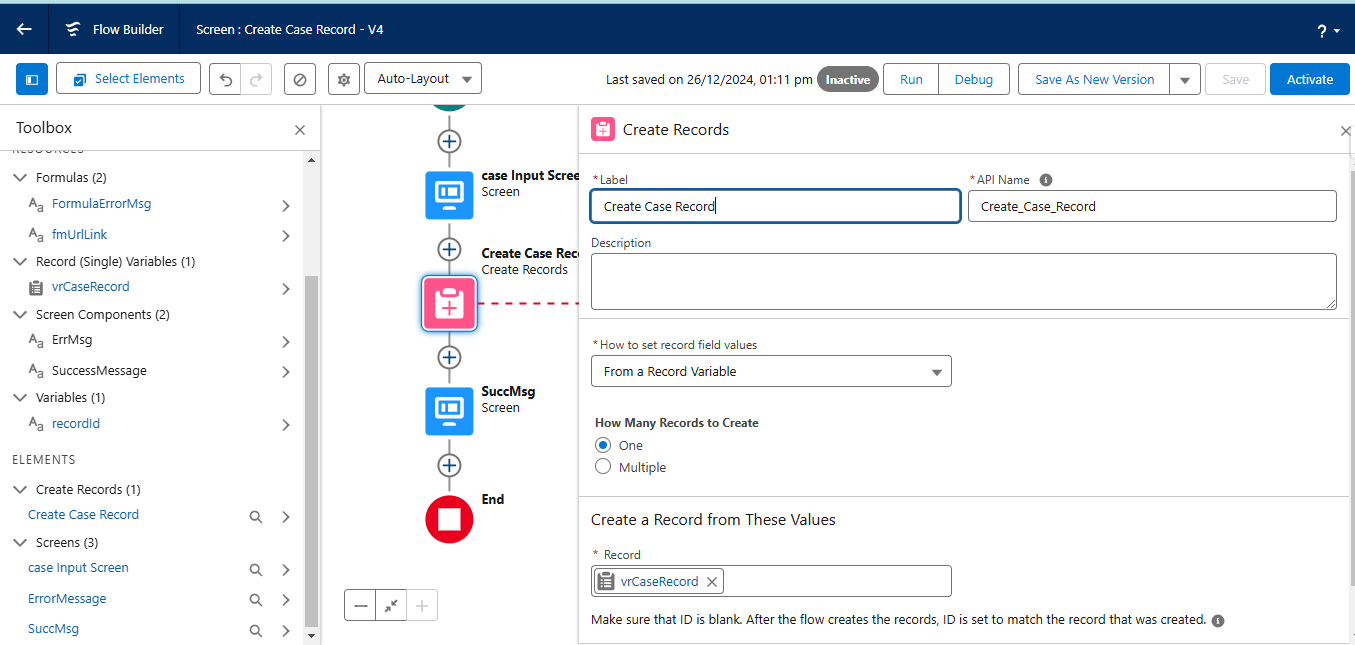 Flow Builder
Screen : Create Case Record - V4
?
Select Elements
Auto-Layout
Last saved on 26/12/2024, 01:11 pm
Inactive
Run
Debug
Save As New Version
Save
Activate
Toolbox
RESOURCES
Formulas (2)
FormulaErrorMsg
fmUrlLink
Record (Single) Variables (1)
vrCaseRecord
Screen Components (2)
ErrMsg
SuccessMessage
Variables (1)
recordId
ELEMENTS
Create Records (1)
Create Case Record
Screens (3)
case Input Screen
ErrorMessage
SuccMsg
case Input Scree
Screen
Create Case Reco
Create Records
SuccMsg
Screen
End
Create Records
*Label
Create Case Record
*API Name
Create_Case_Record
Description
*How to set record field values
From a Record Variable
How Many Records to Create
One
Multiple
Create a Record from These Values
* Record
vrCaseRecord
Make sure that ID is blank. After the flow creates the records, ID is set to match the record that was created.